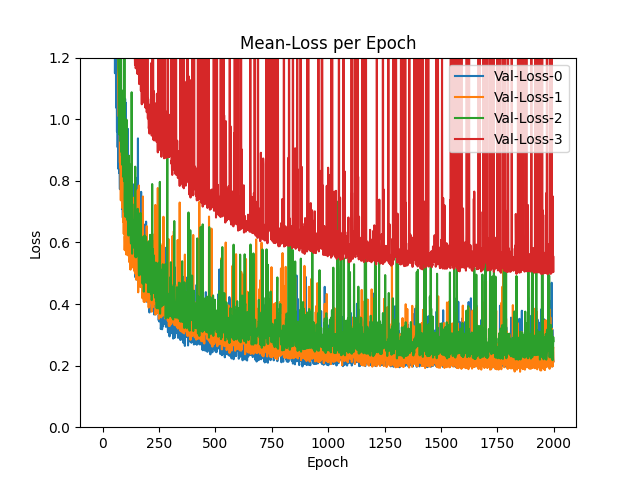 Mean-Loss per Epoch
1.2
1.0
0.8
0.6
0.4
0.2
0.0
Loss
Val-Loss-0
Val-Loss-1
Val-Loss-2
Val-Loss-3
0 250 500 750 1000 1250 1500 1750 2000
Epoch